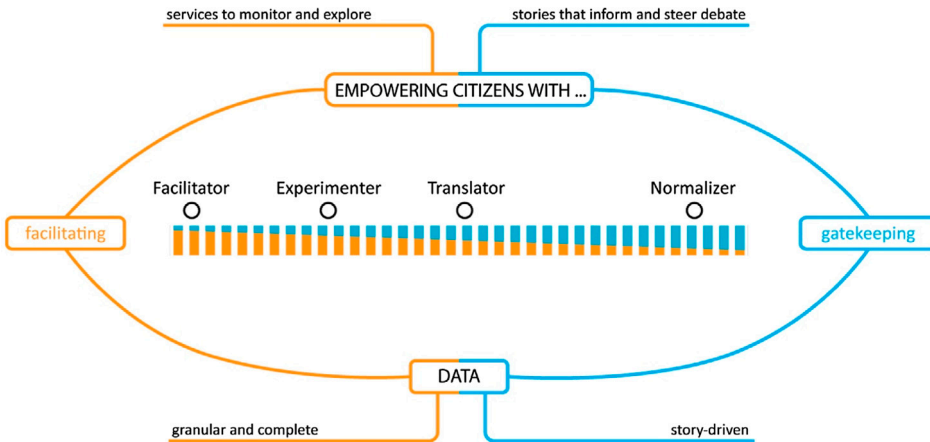 services to monitor and explore
stories that inform and steer debate
EMPOWERING CITIZENS WITH ...
Facilitator
Experimenter
Translator
Normalizer
facilitating
gatekeeping
DATA
granular and complete
story-driven